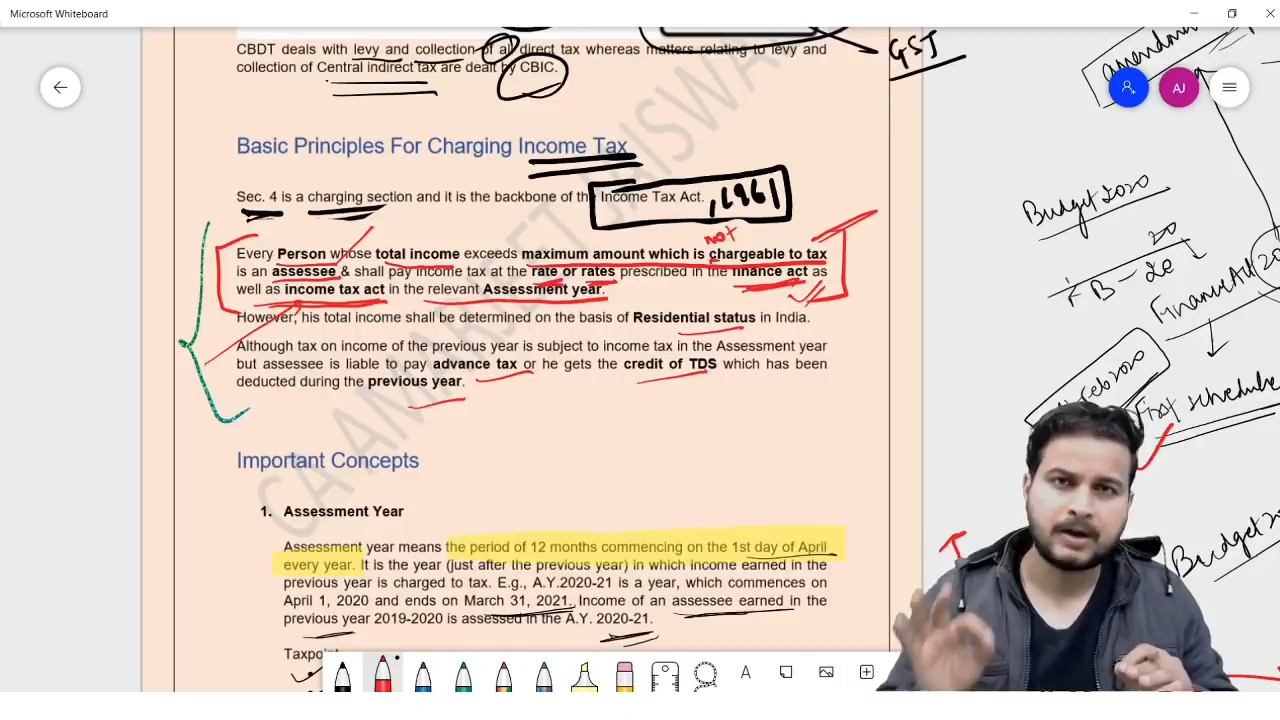 Microsoft Whiteboard
CBDT deals with levy and collection of all direct tax whereas matters relating to levy and
collection of Central indirect tax are dealt by CBIC.
GST
amendment
AJ
Basic Principles For Charging Income Tax
Sec. 4 is a charging section and it is the backbone of the Income Tax Act.
, 1961
Budget 2020
not
Every Person whose total income exceeds maximum amount which is chargeable to tax
is an assessee & shall pay income tax at the rate or rates prescribed in the finance act as
well as income tax act in the relevant Assessment year.
However, his total income shall be determined on the basis of Residential status in India.
Although tax on income of the previous year is subject to income tax in the Assessment year
but assessee is liable to pay advance tax or he gets the credit of TDS which has been
deducted during the previous year.
First schedule
Important Concepts
1. Assessment Year
Assessment year means the period of 12 months commencing on the 1st day of April
every year. It is the year (just after the previous year) in which income earned in the
previous year is charged to tax. E.g., A.Y.2020-21 is a year, which commences on
April 1, 2020 and ends on March 31, 2021. Income of an assessee earned in the
previous year 2019-2020 is assessed in the A.Y. 2020-21.
Budget 20
Taxpoint
A
CA AMARKET JAISWA